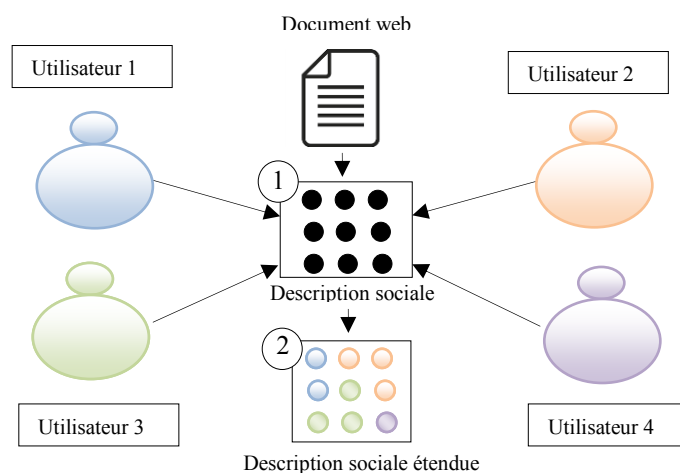 Document web
Utilisateur 1
Utilisateur 2
1
Description sociale
2
Utilisateur 3
Utilisateur 4
Description sociale étendue